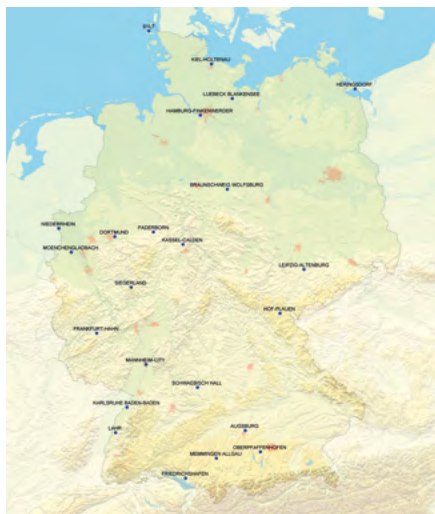 SYLT
KIEL-HOLTENAU
HERINGSDORF
LUEBECK BLANKENSEE
HAMBURG-FINKENWERDER
BRAUNSCHWEIG WOLFSBURG
NIEDERRHEIN
PADERBORN
DORTMUND
KASSEL-CALDEN
MOENCHENGLADBACH
LEIPZIG-ALTENBURG
SIEGERLAND
HOF-PLAUEN
FRANKFURT-HAHN
MANNHEIM-CITY
SCHWAEBISCH HALL
KARLSRUHE BADEN-BADEN
LAHR
AUGSBURG
OBERPFAFFENHOFEN
MEMMINGEN ALLGAU
FRIEDRICHSHAFEN